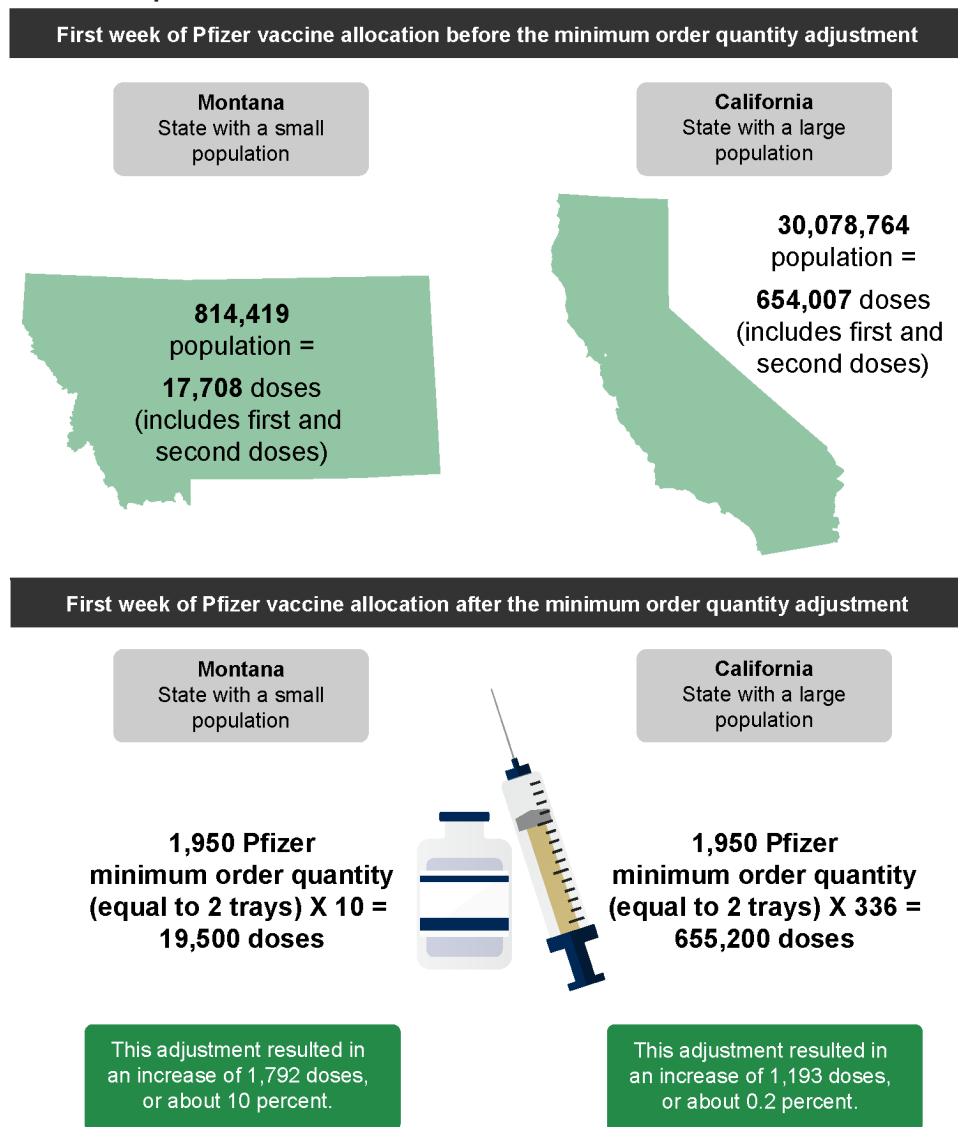 First week of Pfizer vaccine allocation before the minimum order quantity adjustment
Montana
State with a small
population
California
State with a large
population
814,419
population =
17,708 doses
(includes first and
second doses)
30,078,764
population =
654,007 doses
(includes first and
second doses)
First week of Pfizer vaccine allocation after the minimum order quantity adjustment
Montana
State with a small
population
California
State with a large
population
1,950 Pfizer
minimum order quantity
(equal to 2 trays) X 10 =
19,500 doses
1,950 Pfizer
minimum order quantity
(equal to 2 trays) X 336 =
655,200 doses
This adjustment resulted in
an increase of 1,792 doses,
or about 10 percent.
This adjustment resulted in
an increase of 1,193 doses,
or about 0.2 percent.